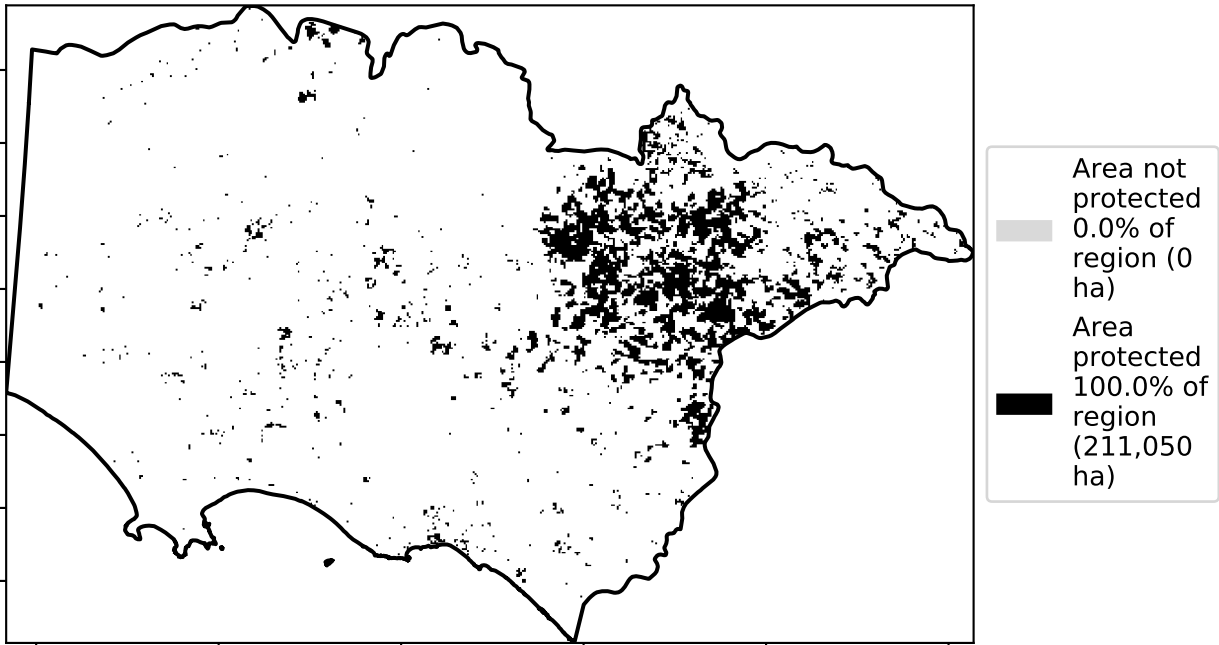 Area not
protected
0.0% of
region (0
ha)
Area
protected
100.0% of
region
(211,050
ha)